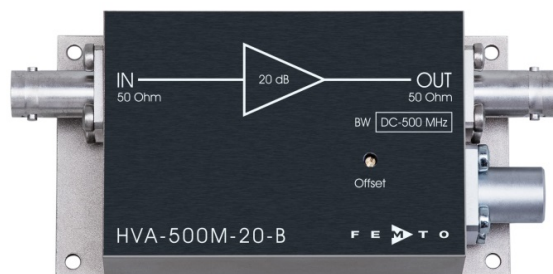 IN
50 Ohm
20 dB
OUT
50 Ohm
BW DC-500 MHz
Offset
HVA-500M-20-B
FEMTO